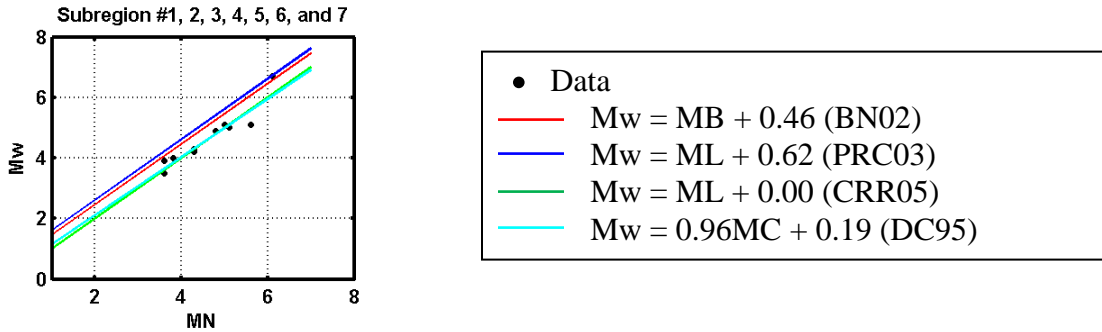 Subregion #1, 2, 3, 4, 5, 6, and 7
8
6
4
2
0
Mw
2
4
6
8
MN
Data
Mw = MB + 0.46 (BN02)
Mw = ML + 0.62 (PRC03)
Mw = ML + 0.00 (CRR05)
Mw = 0.96MC + 0.19 (DC95)